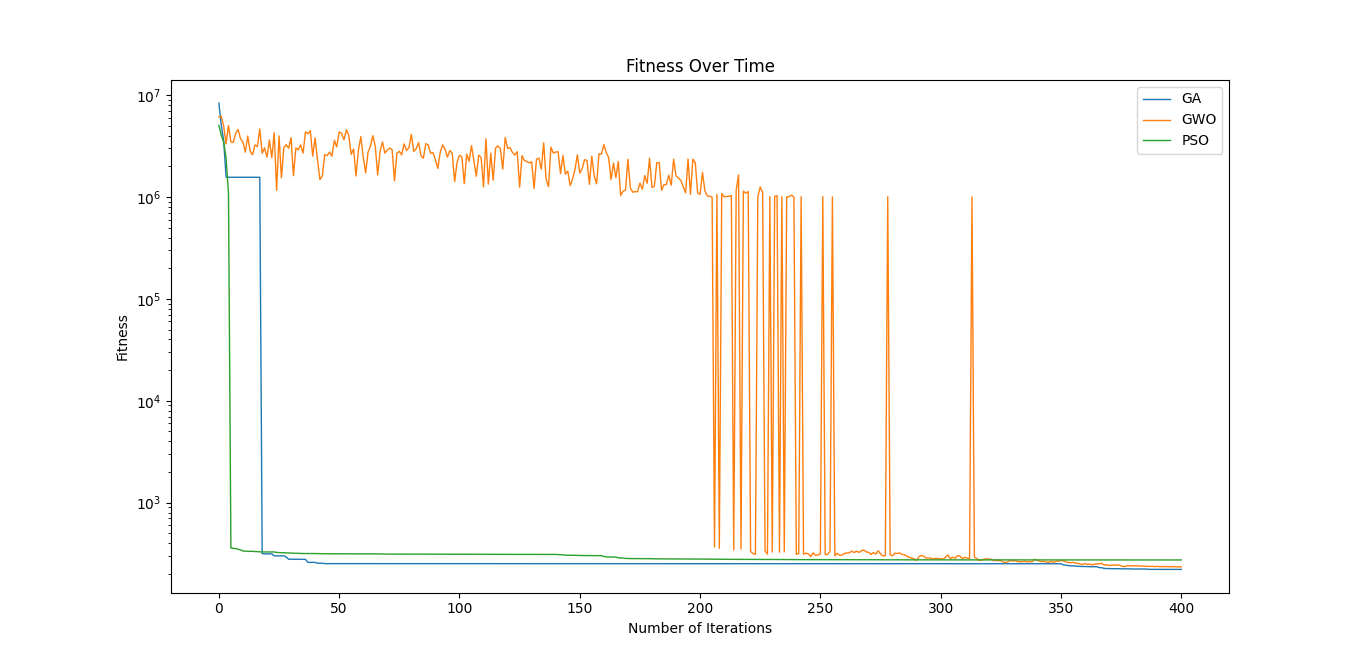 Fitness Over Time
GA
GWO
PSO
10⁷
10⁶
10⁵
10⁴
10³
Fitness
0 50 100 150 200 250 300 350 400
Number of Iterations